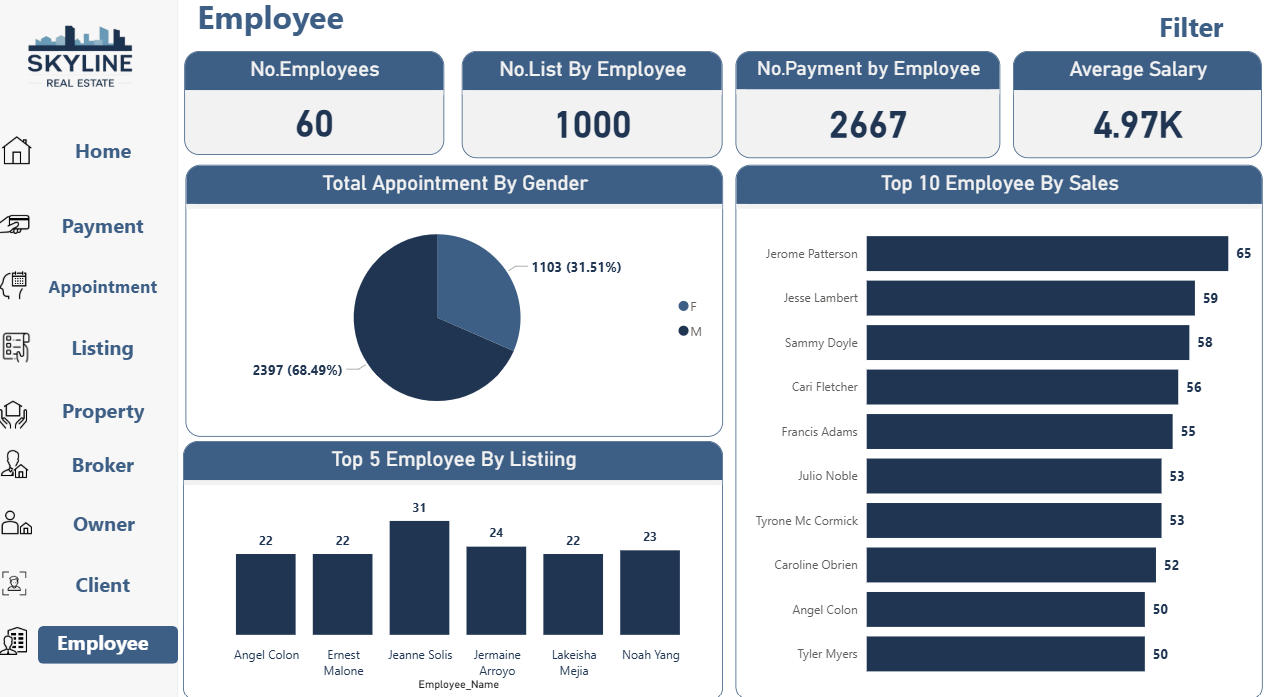 SKYLINE
REAL ESTATE
Home
Payment
Appointment
Listing
Property
Broker
Owner
Client
Employee
Employee
Filter
No.Employees
60
No.List By Employee
1000
No.Payment by Employee
2667
Average Salary
4.97K
Total Appointment By Gender
1103 (31.51%)
2397 (68.49%)
F
M
Top 5 Employee By Listiing
22
22
31
24
22
23
Angel Colon
Ernest
Malone
Jeanne Solis
Jermaine
Arroyo
Lakeisha
Mejia
Noah Yang
Employee_Name
Top 10 Employee By Sales
Jerome Patterson 65
Jesse Lambert 59
Sammy Doyle 58
Cari Fletcher 56
Francis Adams 55
Julio Noble 53
Tyrone Mc Cormick 53
Caroline Obrien 52
Angel Colon 50
Tyler Myers 50